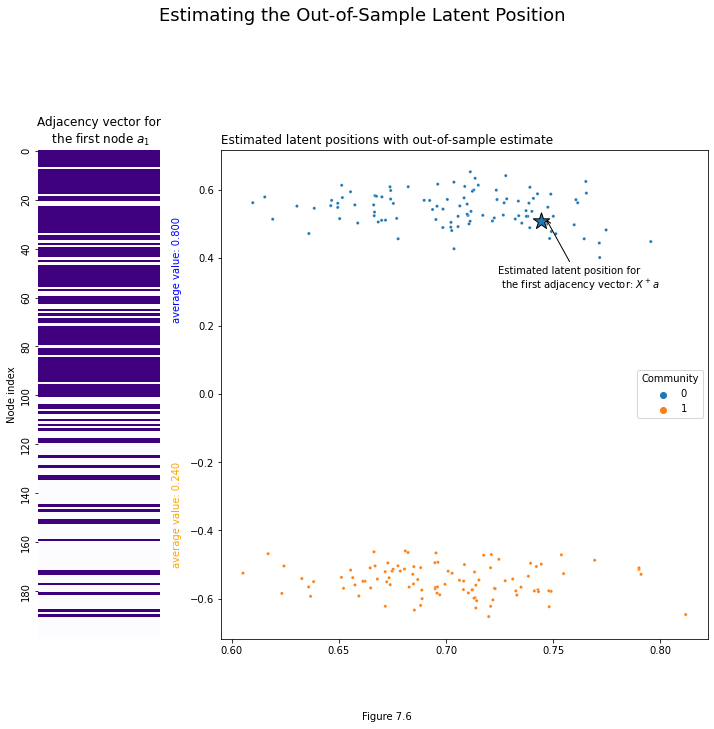 Estimating the Out-of-Sample Latent Position
Adjacency vector for
the first node a₁
0
20
40
60
80
100
120
140
160
180
Node index
average value: 0.800
average value: 0.240
Estimated latent positions with out-of-sample estimate
0.6
0.4
0.2
0.0
−0.2
−0.4
−0.6
0.60
0.65
0.70
0.75
0.80
Estimated latent position for
the first adjacency vector: X⁺a
Community
0
1
Figure 7.6